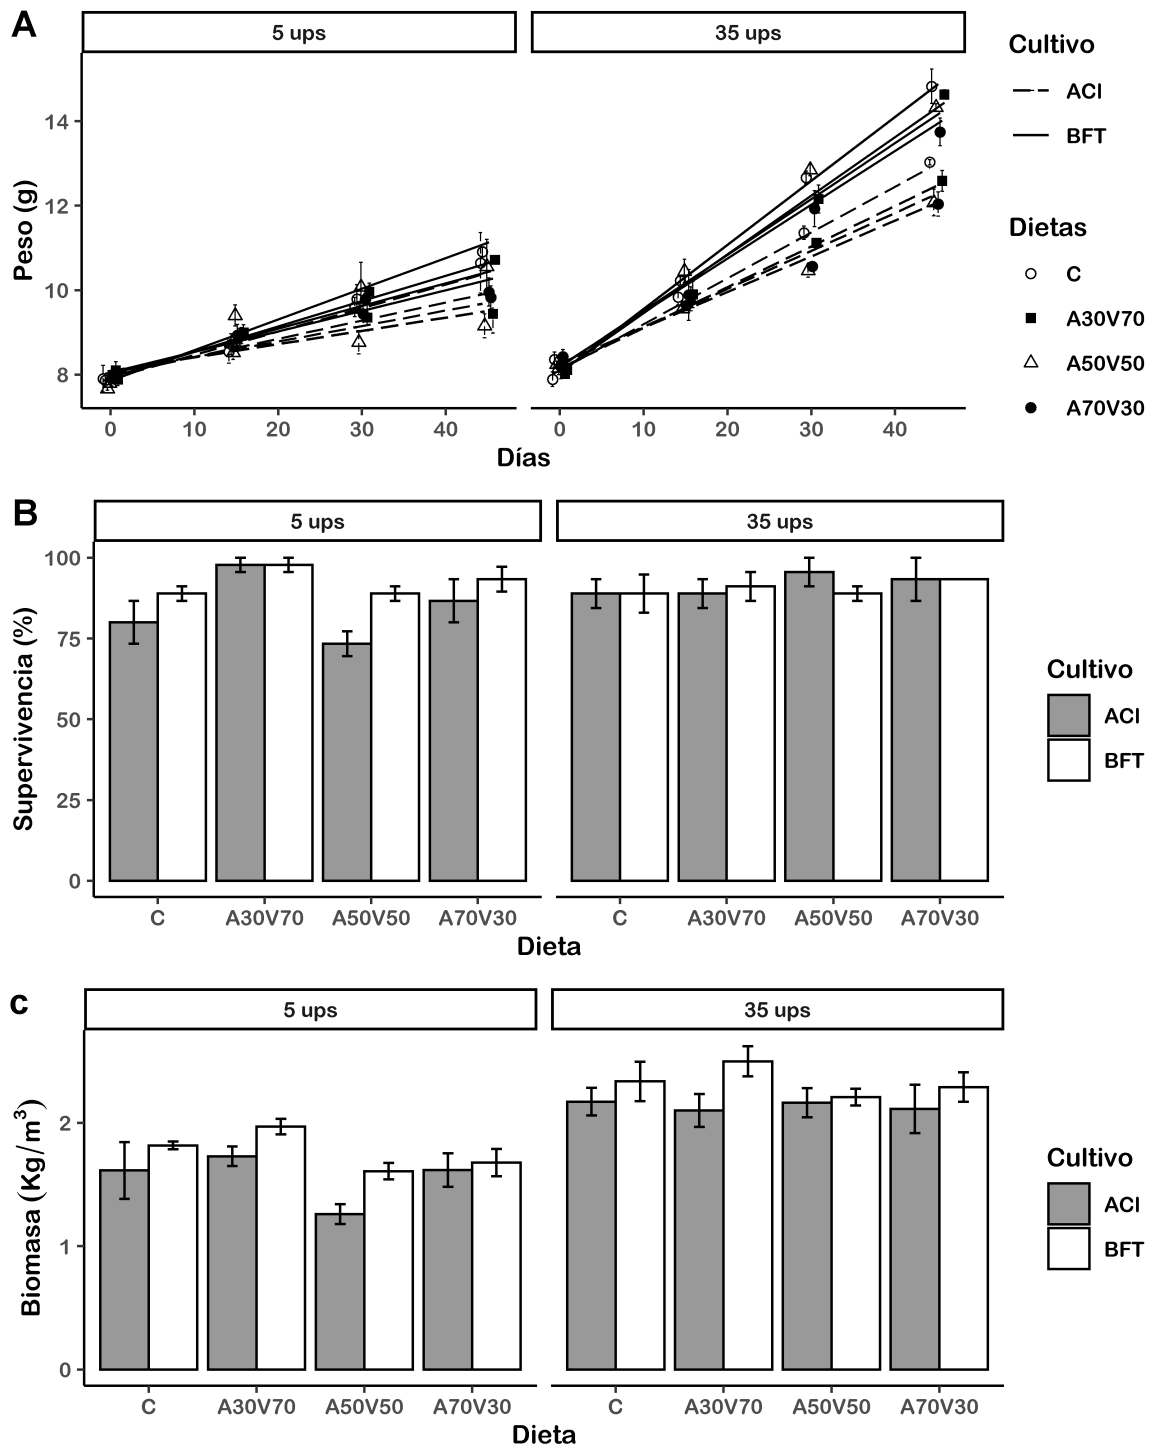 A
5 ups
35 ups
Peso (g)
14
12
10
8
0
10
20
30
40
0
10
20
30
40
Días
Cultivo
ACI
BFT
Dietas
C
A30V70
A50V50
A70V30
B
5 ups
35 ups
Supervivencia (%)
100
75
50
25
0
C
A30V70
A50V50
A70V30
C
A30V70
A50V50
A70V30
Dieta
Cultivo
ACI
BFT
c
5 ups
35 ups
Biomasa (Kg/m³)
2
1
0
C
A30V70
A50V50
A70V30
C
A30V70
A50V50
A70V30
Dieta
Cultivo
ACI
BFT